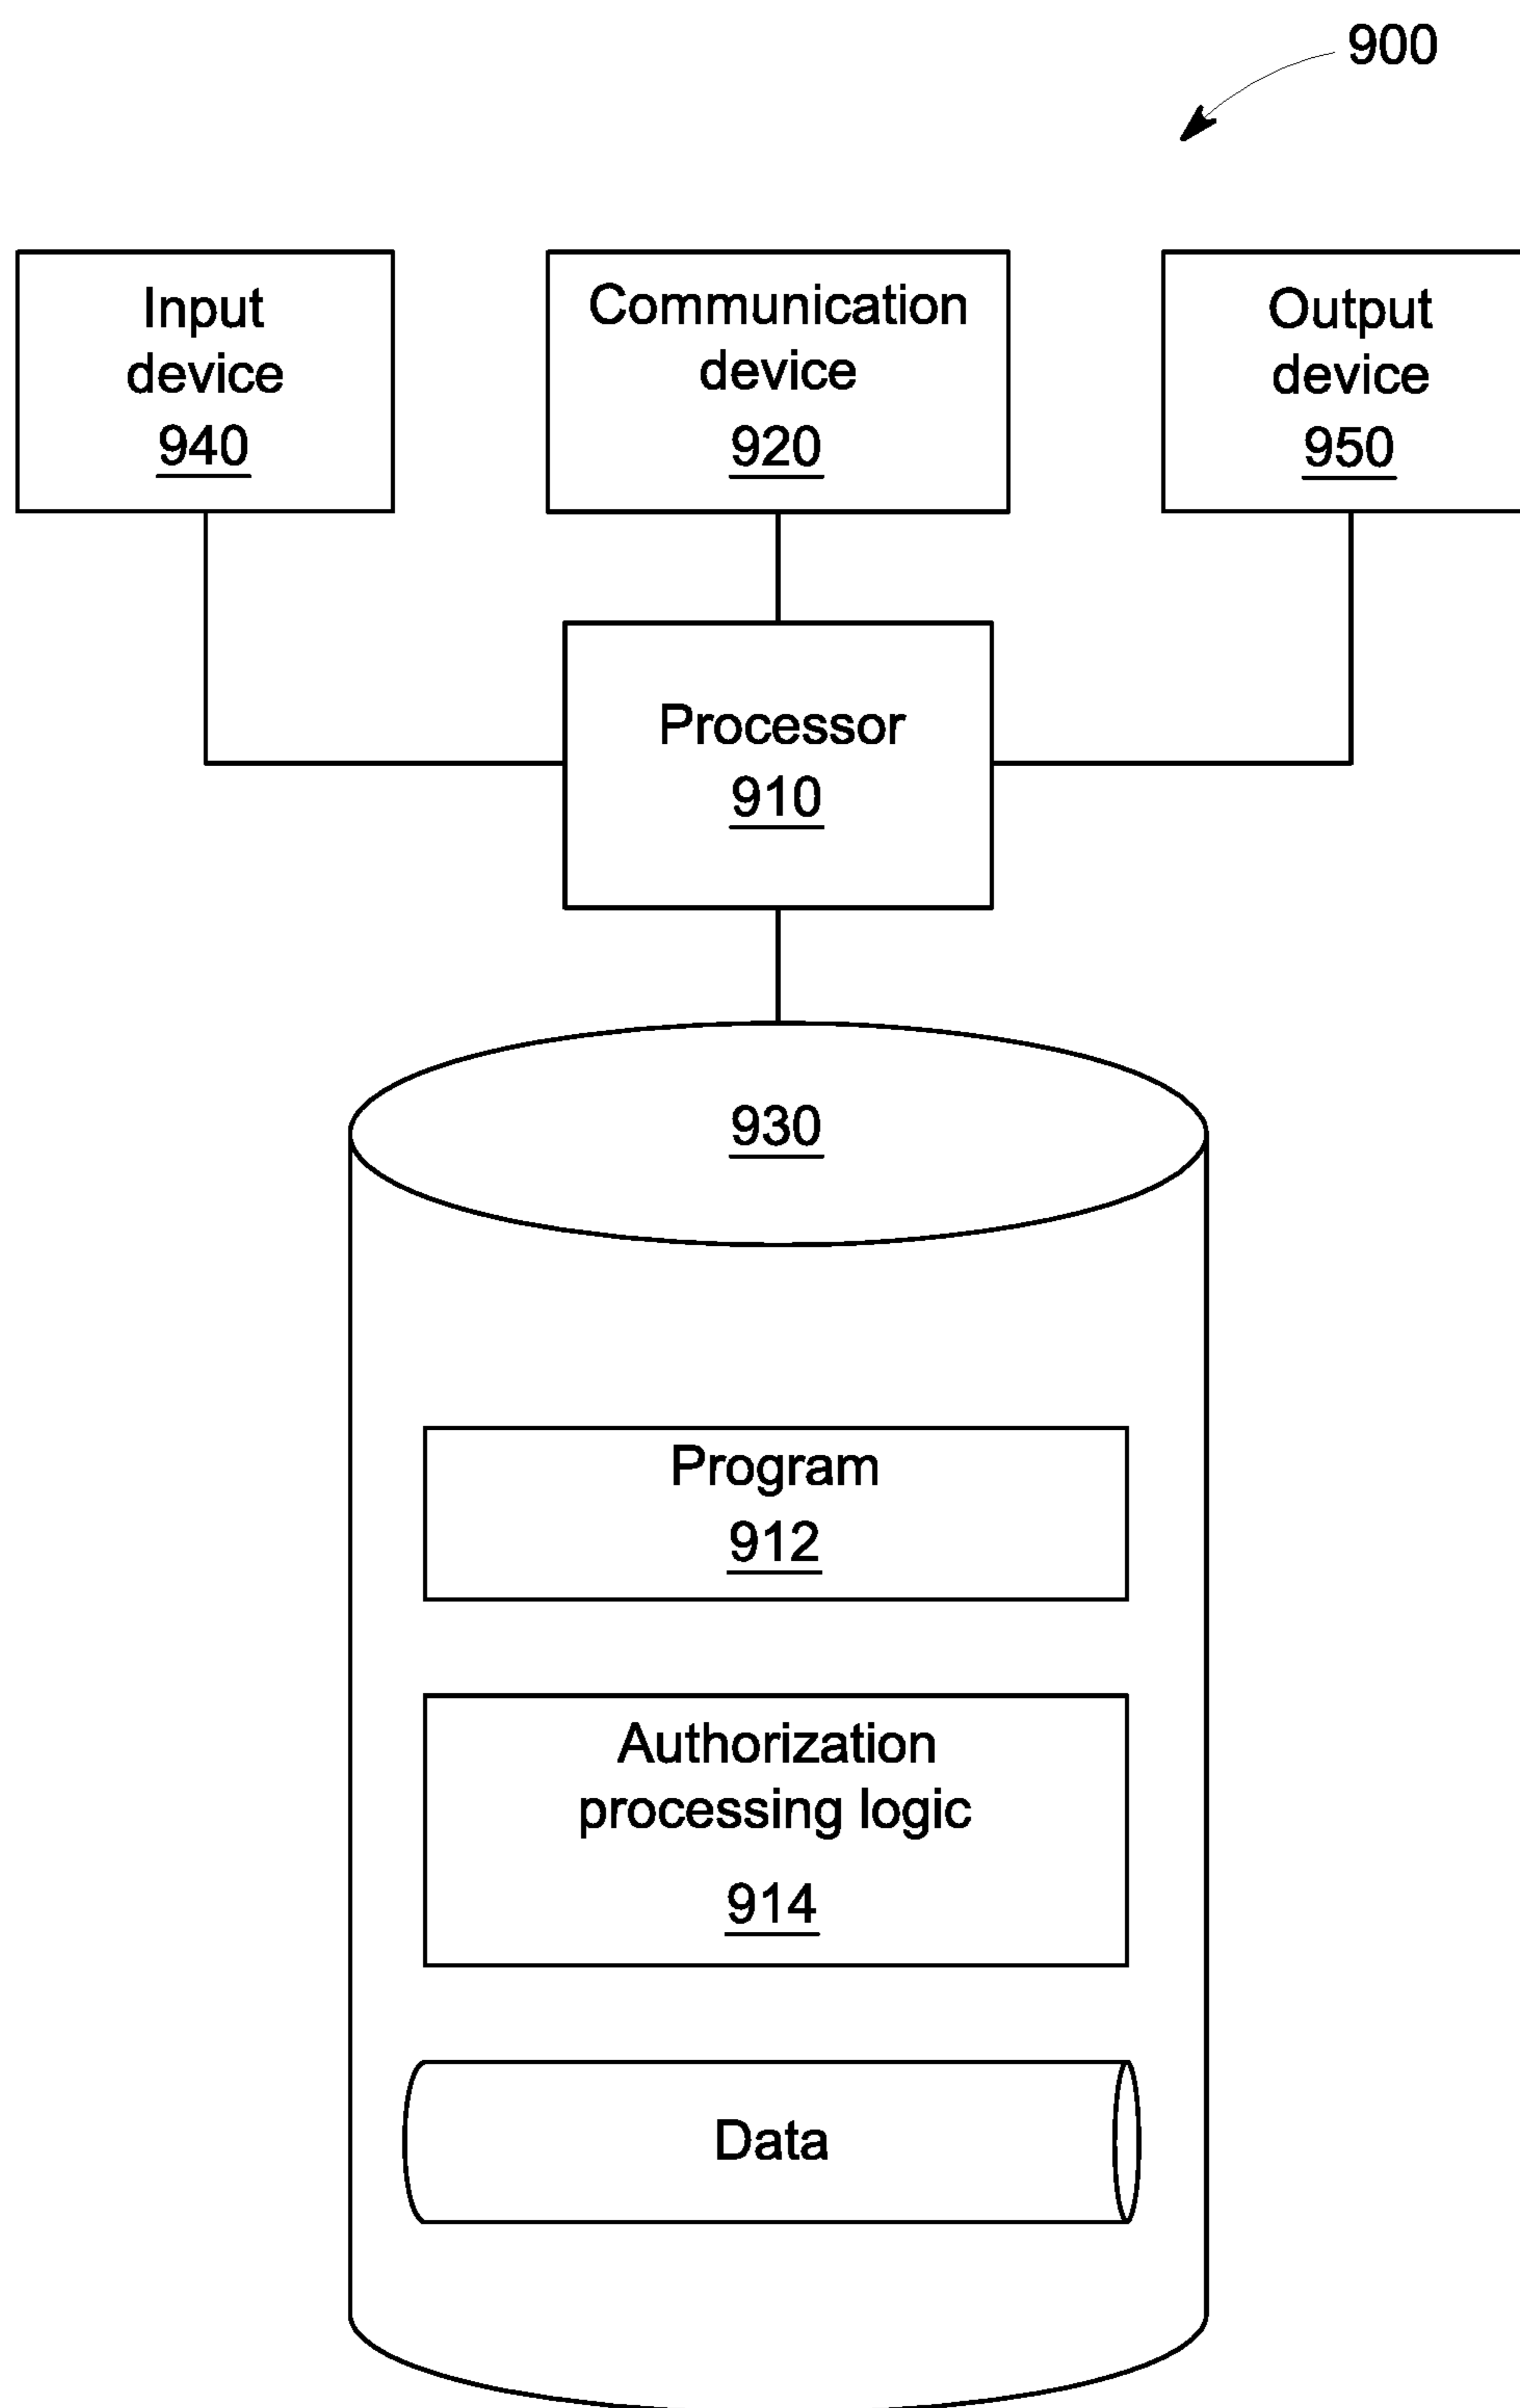 900
Input
device
940
Communication
device
920
Output
device
950
Processor
910
930
Program
912
Authorization
processing logic
914
Data